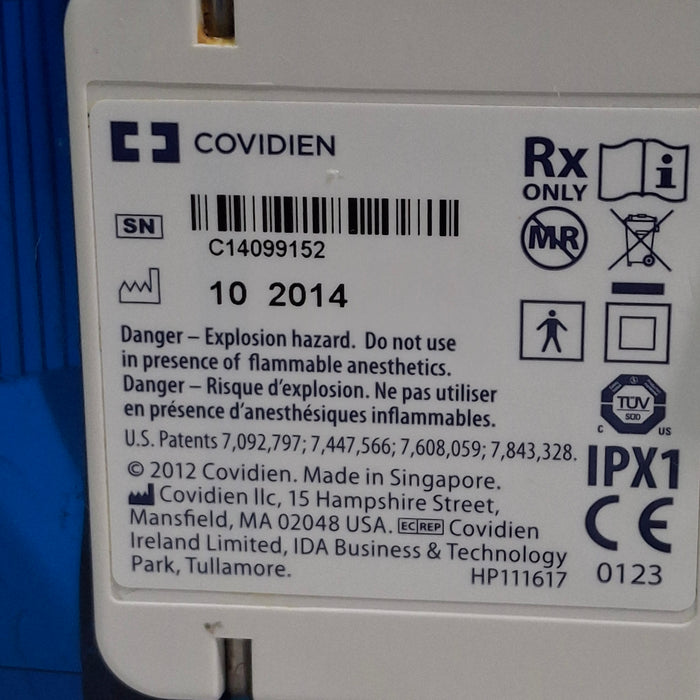 COVIDIEN
Rx
ONLY
SN
C14099152
MR
10 2014
Danger – Explosion hazard. Do not use
in presence of flammable anesthetics.
Danger – Risque d'explosion. Ne pas utiliser
en présence d'anesthésiques inflammables.
TÜV
SÜD
C US
U.S. Patents 7,092,797; 7,447,566; 7,608,059; 7,843,328.
IPX1
© 2012 Covidien. Made in Singapore.
Covidien llc, 15 Hampshire Street,
Mansfield, MA 02048 USA. EC REP Covidien
Ireland Limited, IDA Business & Technology
Park, Tullamore.
HP111617
CE
0123